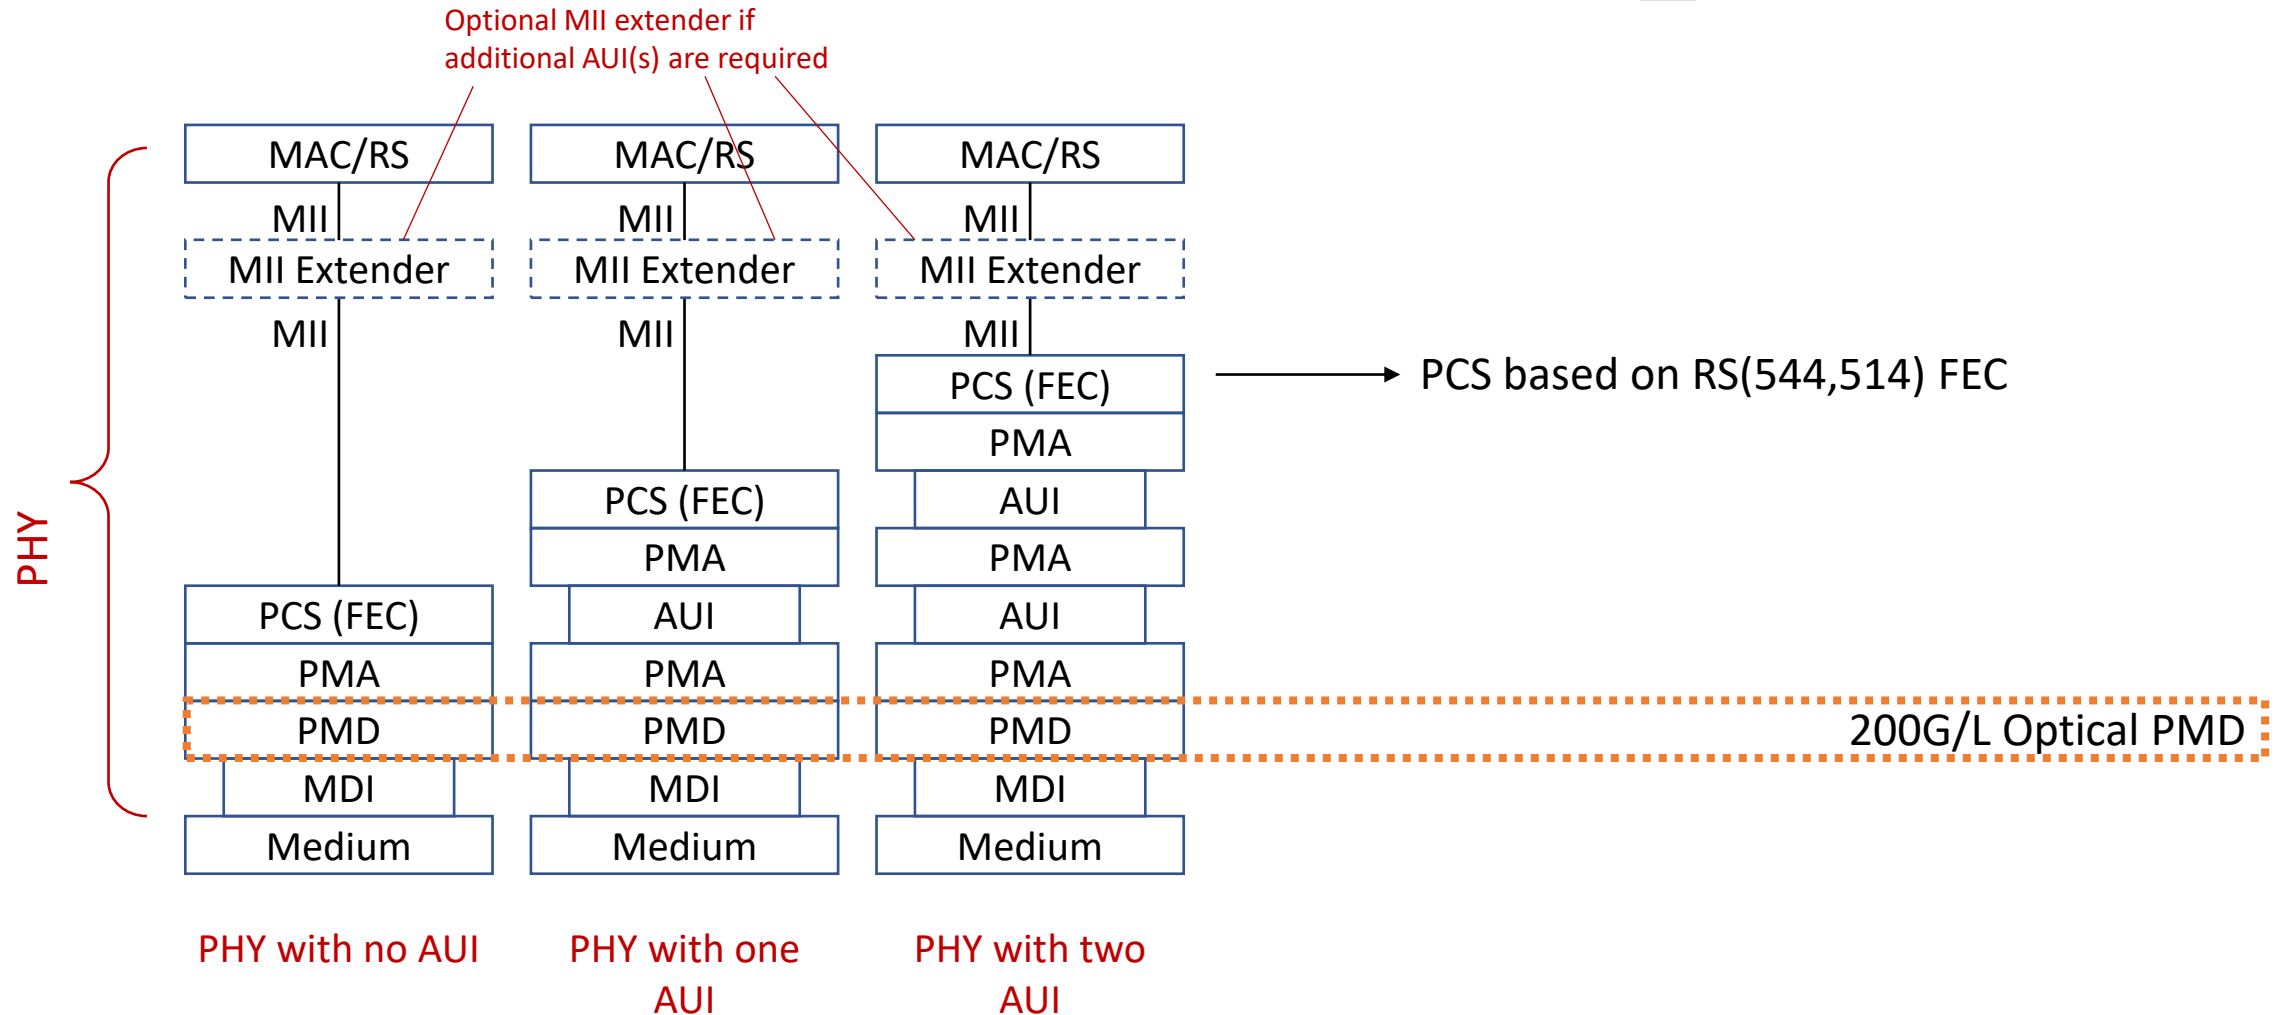 Optional MII extender if
additional AUI(s) are required
MAC/RS
MAC/RS
MAC/RS
MII
MII
MII
MII Extender
MII Extender
MII Extender
MII
MII
MII
PCS (FEC)
PCS based on RS(544,514) FEC
PMA
PCS (FEC)
AUI
PHY
PMA
PMA
PCS (FEC)
AUI
AUI
PMA
PMA
PMA
PMD
PMD
PMD
200G/L Optical PMD
MDI
MDI
MDI
Medium
Medium
Medium
PHY with no AUI
PHY with one
AUI
PHY with two
AUI